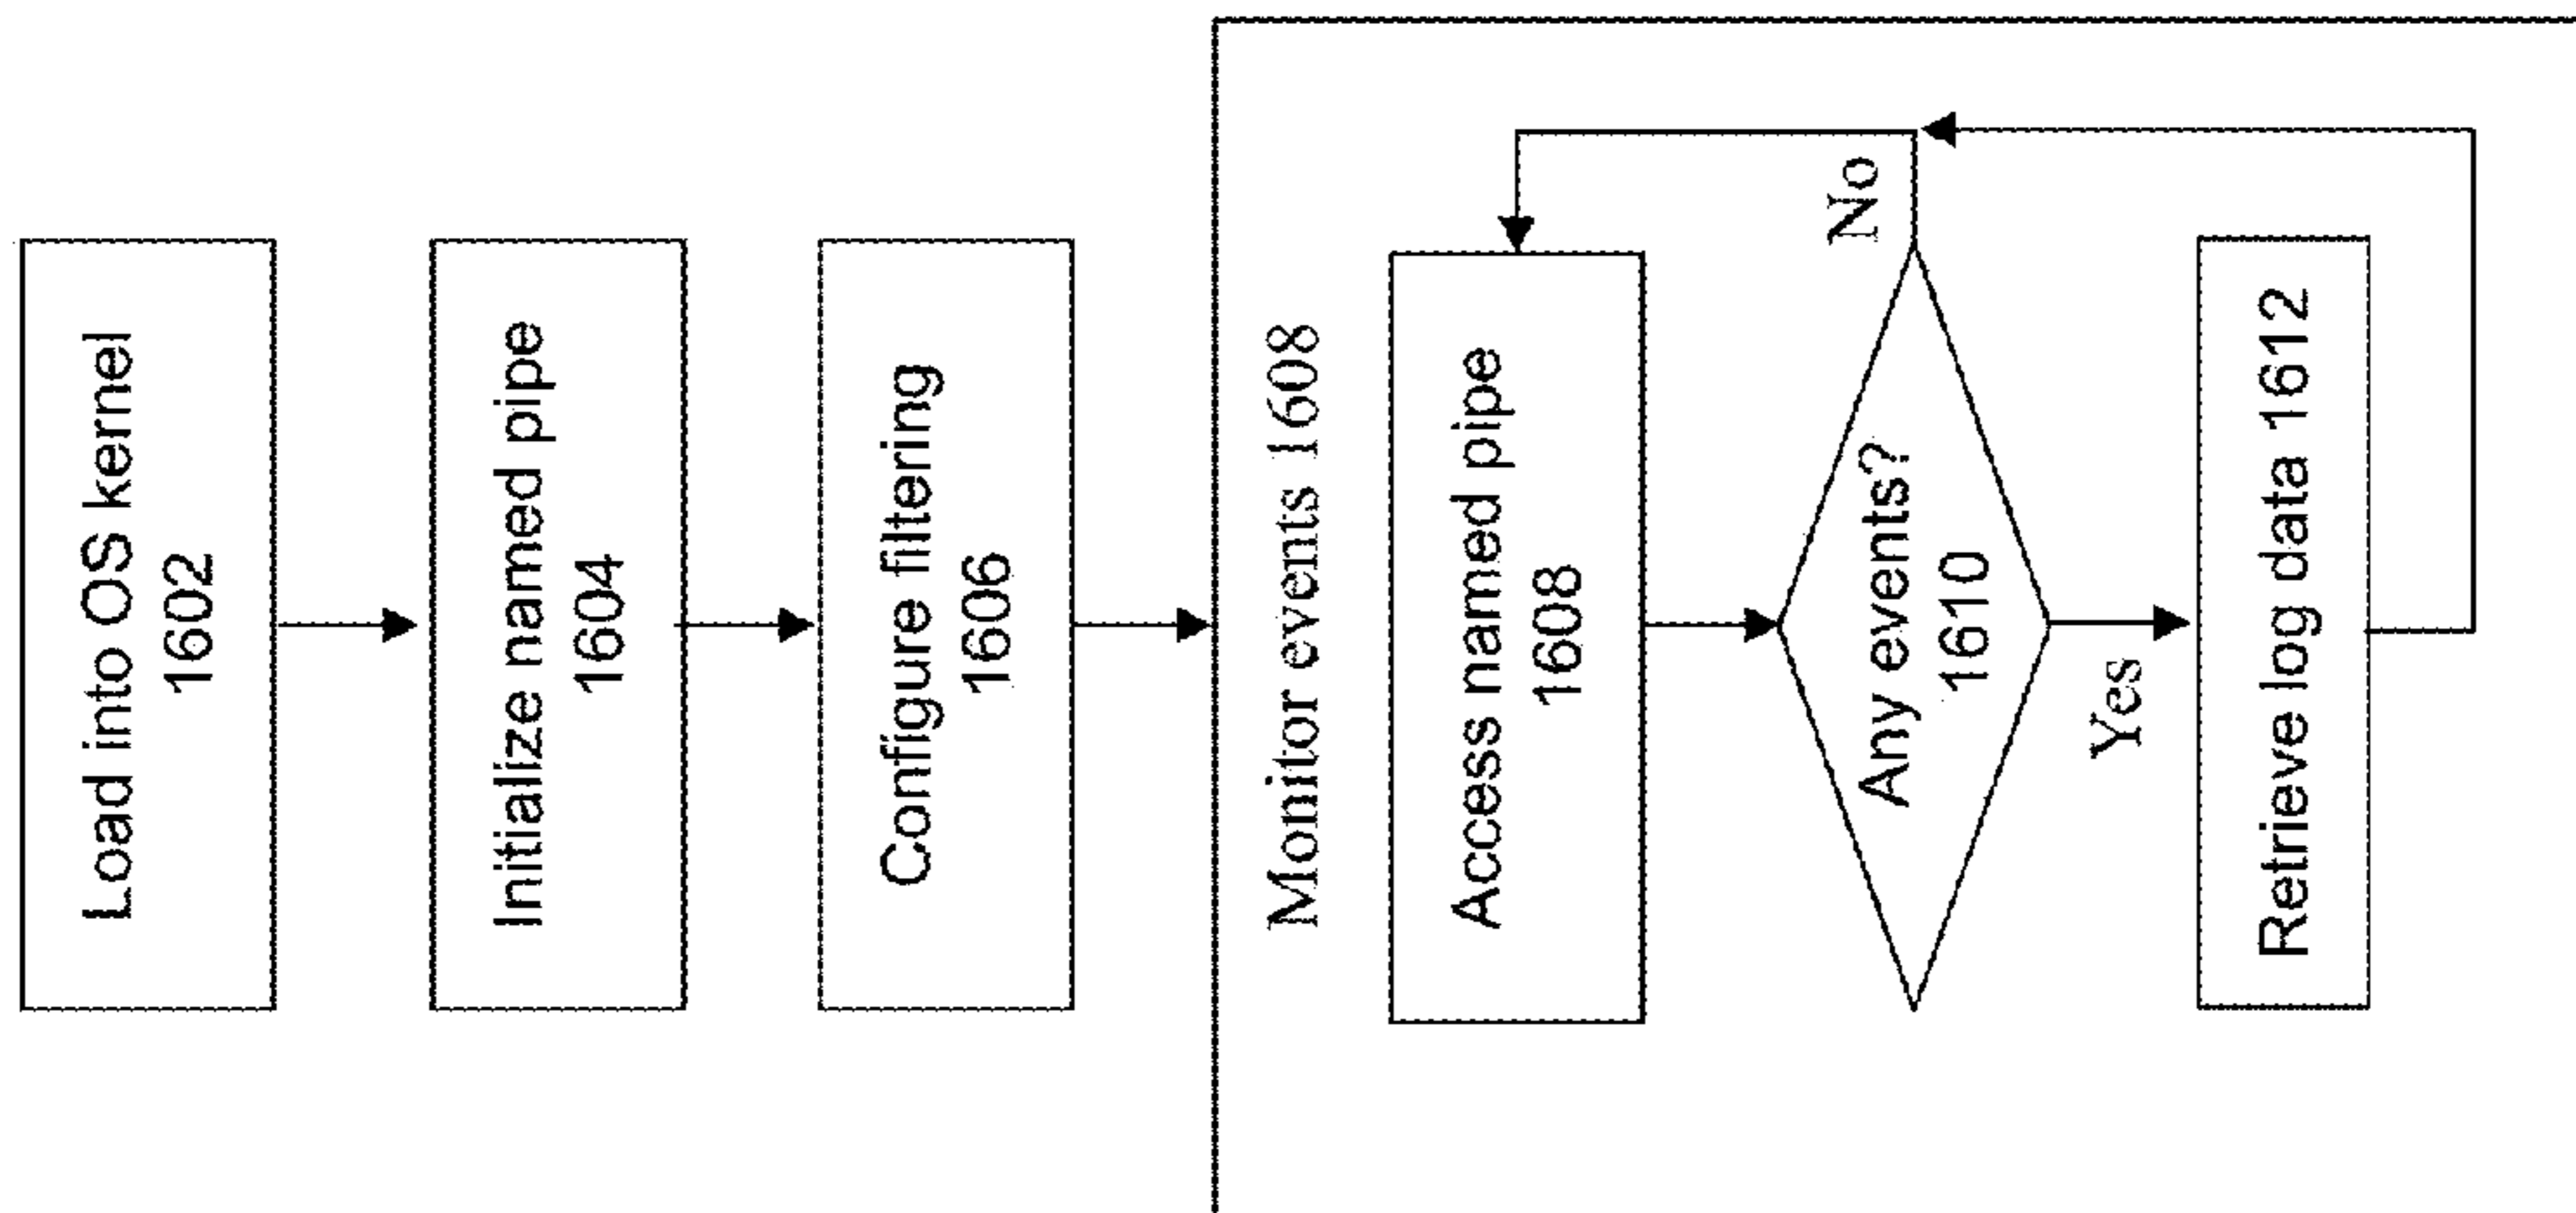 Load into OS kernel
1602
Initialize named pipe
1604
Configure filtering
1606
Monitor events 1608
Access named pipe
1608
No
Any events?
1610
Yes
Retrieve log data 1612